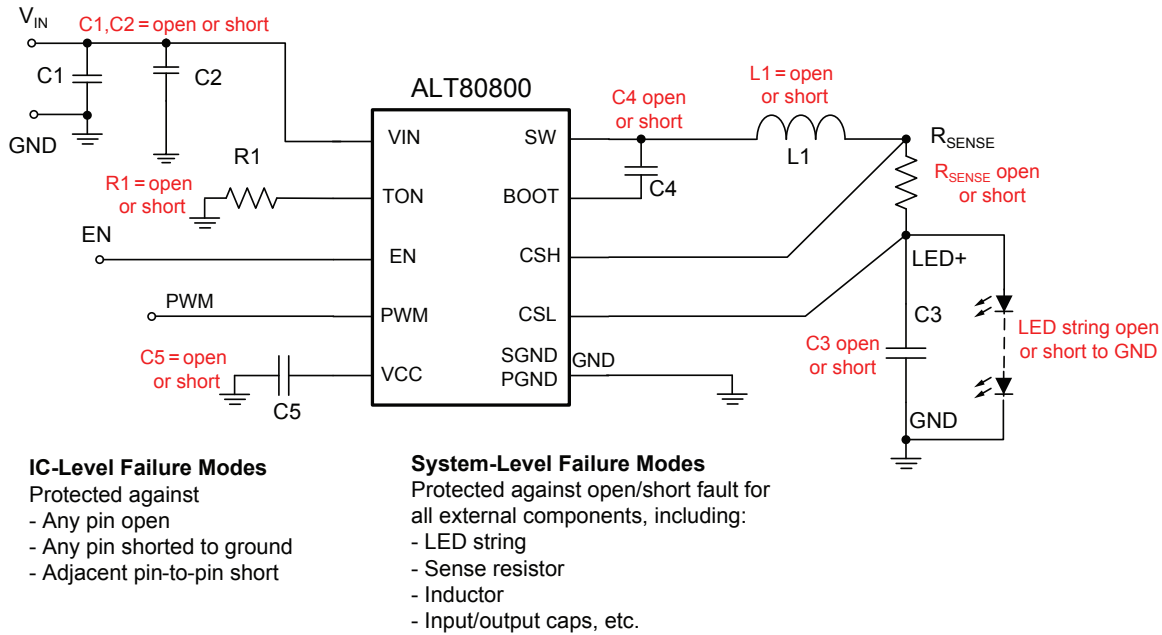 V_IN
C1,C2 = open or short
C1
C2
GND
ALT80800
VIN
TON
EN
PWM
VCC
SW
BOOT
CSH
CSL
SGND
PGND
GND
R1
R1 = open
or short
EN
PWM
C5 = open
or short
C5
C4 open
or short
C4
L1 = open
or short
L1
R_SENSE
R_SENSE open
or short
LED+
C3
C3 open
or short
LED string open
or short to GND
GND
IC-Level Failure Modes
Protected against
- Any pin open
- Any pin shorted to ground
- Adjacent pin-to-pin short
System-Level Failure Modes
Protected against open/short fault for
all external components, including:
- LED string
- Sense resistor
- Inductor
- Input/output caps, etc.